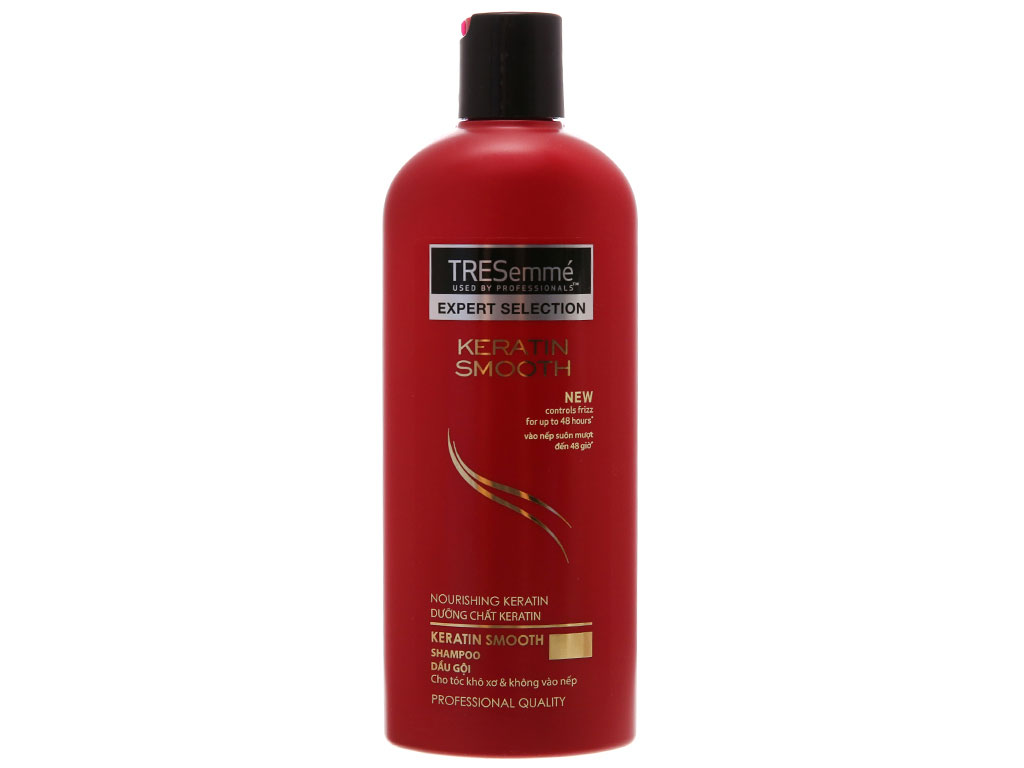 TRESemmé
USED BY PROFESSIONALS™
EXPERT SELECTION
KERATIN
SMOOTH
NEW
controls frizz
for up to 48 hours*
vào nếp suôn mượt
đến 48 giờ*
NOURISHING KERATIN
DƯỠNG CHẤT KERATIN
KERATIN SMOOTH
SHAMPOO
DẦU GỘI
Cho tóc khô xơ & không vào nếp
PROFESSIONAL QUALITY